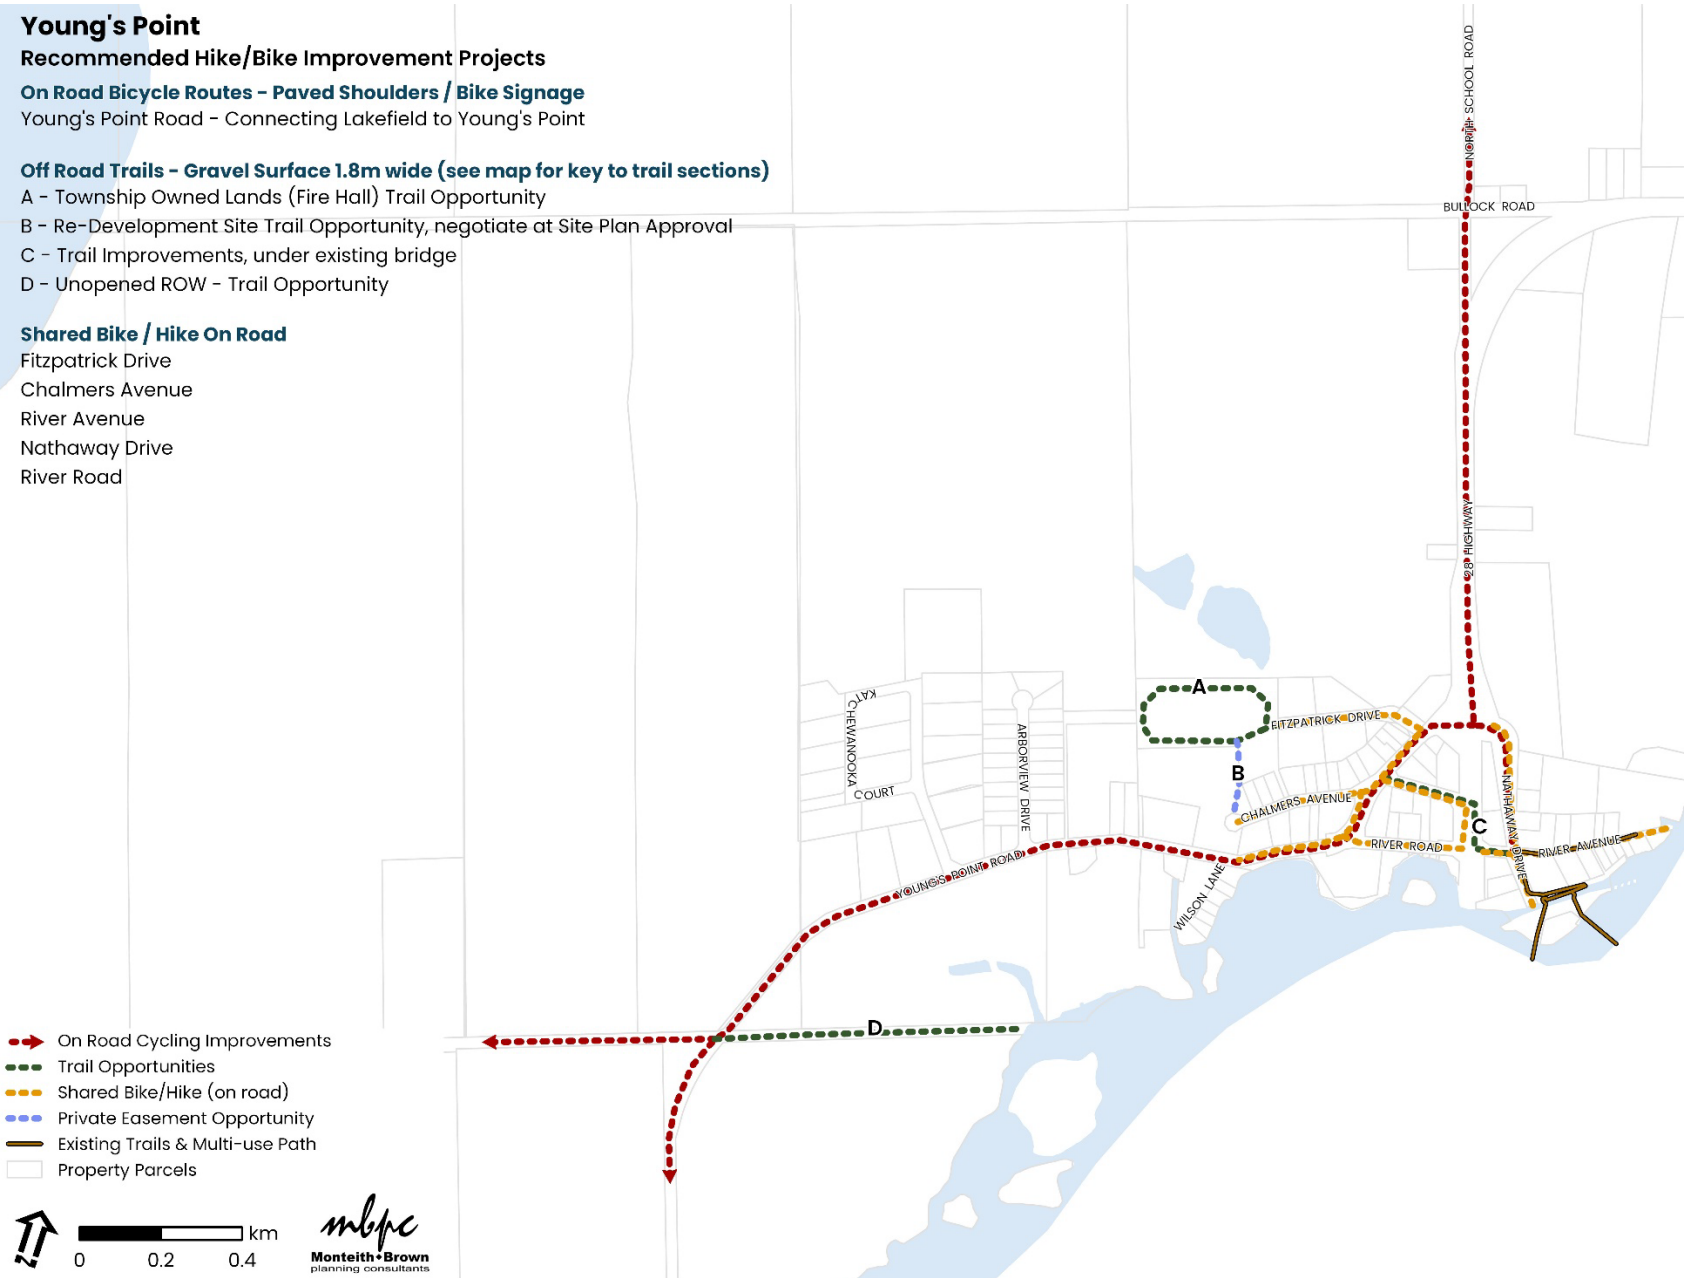 Young's Point
Recommended Hike/Bike Improvement Projects
On Road Bicycle Routes - Paved Shoulders / Bike Signage
Young's Point Road - Connecting Lakefield to Young's Point
Off Road Trails - Gravel Surface 1.8m wide (see map for key to trail sections)
A - Township Owned Lands (Fire Hall) Trail Opportunity
B - Re-Development Site Trail Opportunity, negotiate at Site Plan Approval
C - Trail Improvements, under existing bridge
D - Unopened ROW - Trail Opportunity
Shared Bike / Hike On Road
Fitzpatrick Drive
Chalmers Avenue
River Avenue
Nathaway Drive
River Road
NORTH SCHOOL ROAD
BULLOCK ROAD
28 HIGHWAY
KATCHEWANOOKA
COURT
ARBORVIEW DRIVE
A
FITZPATRICK DRIVE
B
CHALMERS AVENUE
C
NATHAWAY DRIVE
RIVER ROAD
RIVER AVENUE
YOUNG'S POINT ROAD
WILSON LANE
D
On Road Cycling Improvements
Trail Opportunities
Shared Bike/Hike (on road)
Private Easement Opportunity
Existing Trails & Multi-use Path
Property Parcels
N
km
0 0.2 0.4
mbpc
Monteith+Brown
planning consultants